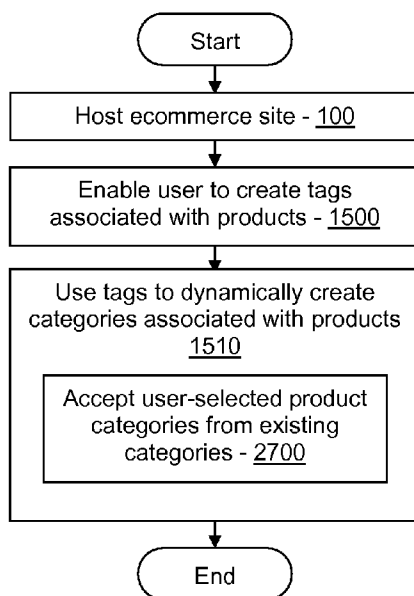 Start
Host ecommerce site - 100
Enable user to create tags
associated with products - 1500
Use tags to dynamically create
categories associated with products
1510
Accept user-selected product
categories from existing
categories - 2700
End